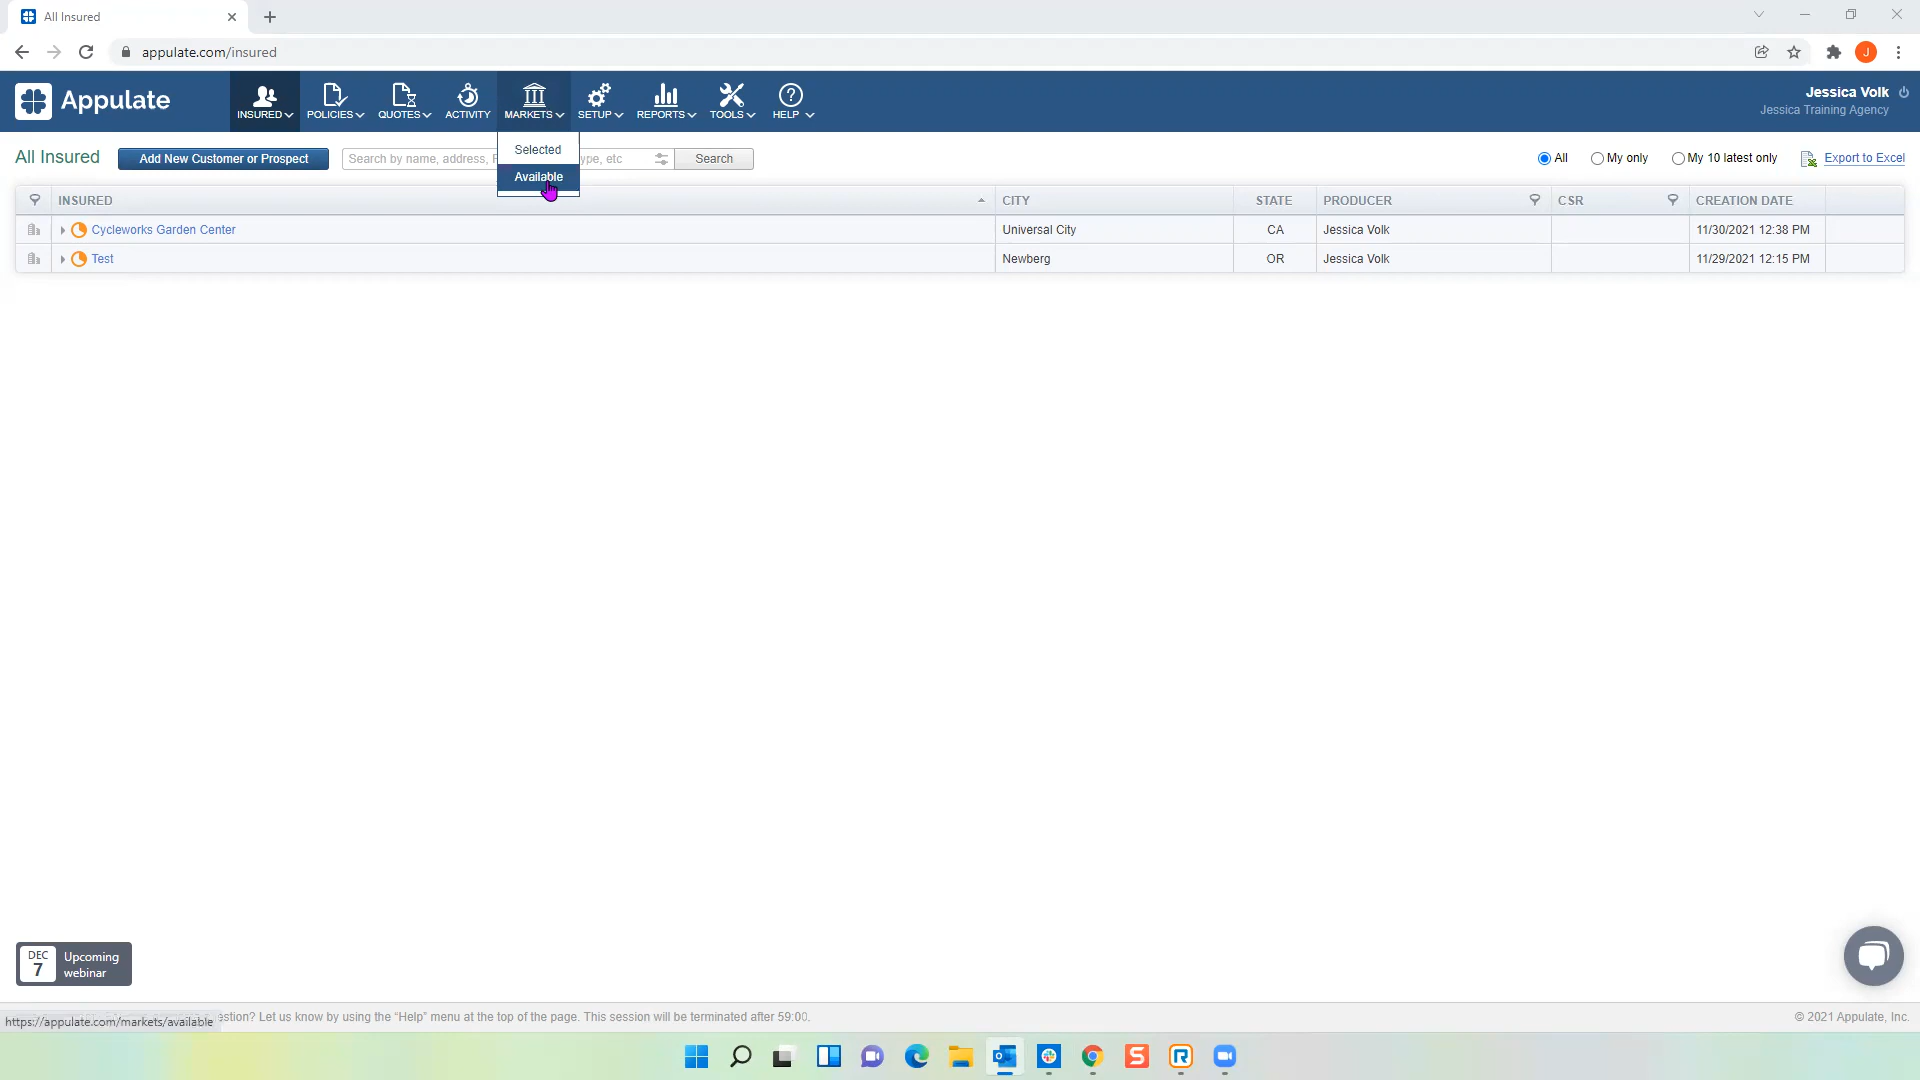 All Insured
appulate.com/insured
Appulate
INSURED
POLICIES
QUOTES
ACTIVITY
MARKETS
SETUP
REPORTS
TOOLS
HELP
Jessica Volk
Jessica Training Agency
Selected
Available
All Insured
Add New Customer or Prospect
Search by name, address, F
ype, etc
Search
All
My only
My 10 latest only
Export to Excel
INSURED
CITY
STATE
PRODUCER
CSR
CREATION DATE
Cycleworks Garden Center
Universal City
CA
Jessica Volk
11/30/2021 12:38 PM
Test
Newberg
OR
Jessica Volk
11/29/2021 12:15 PM
DEC
7
Upcoming
webinar
https://appulate.com/markets/available
estion? Let us know by using the “Help” menu at the top of the page. This session will be terminated after 59:00.
© 2021 Appulate, Inc.